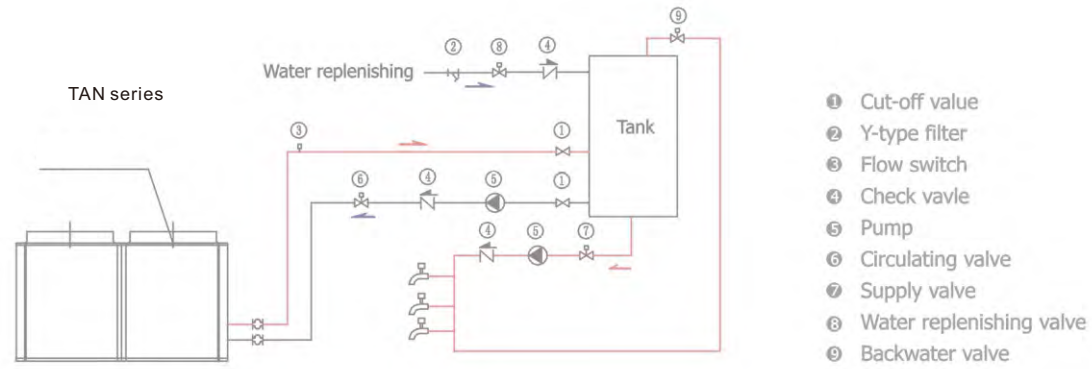 ⑨
② ⑧ ④
Water replenishing
TAN series
Tank
③ ①
⑥ ④ ⑤ ①
④ ⑤ ⑦
❶ Cut-off value
❷ Y-type filter
❸ Flow switch
❹ Check vavle
❺ Pump
❻ Circulating valve
❼ Supply valve
❽ Water replenishing valve
❾ Backwater valve